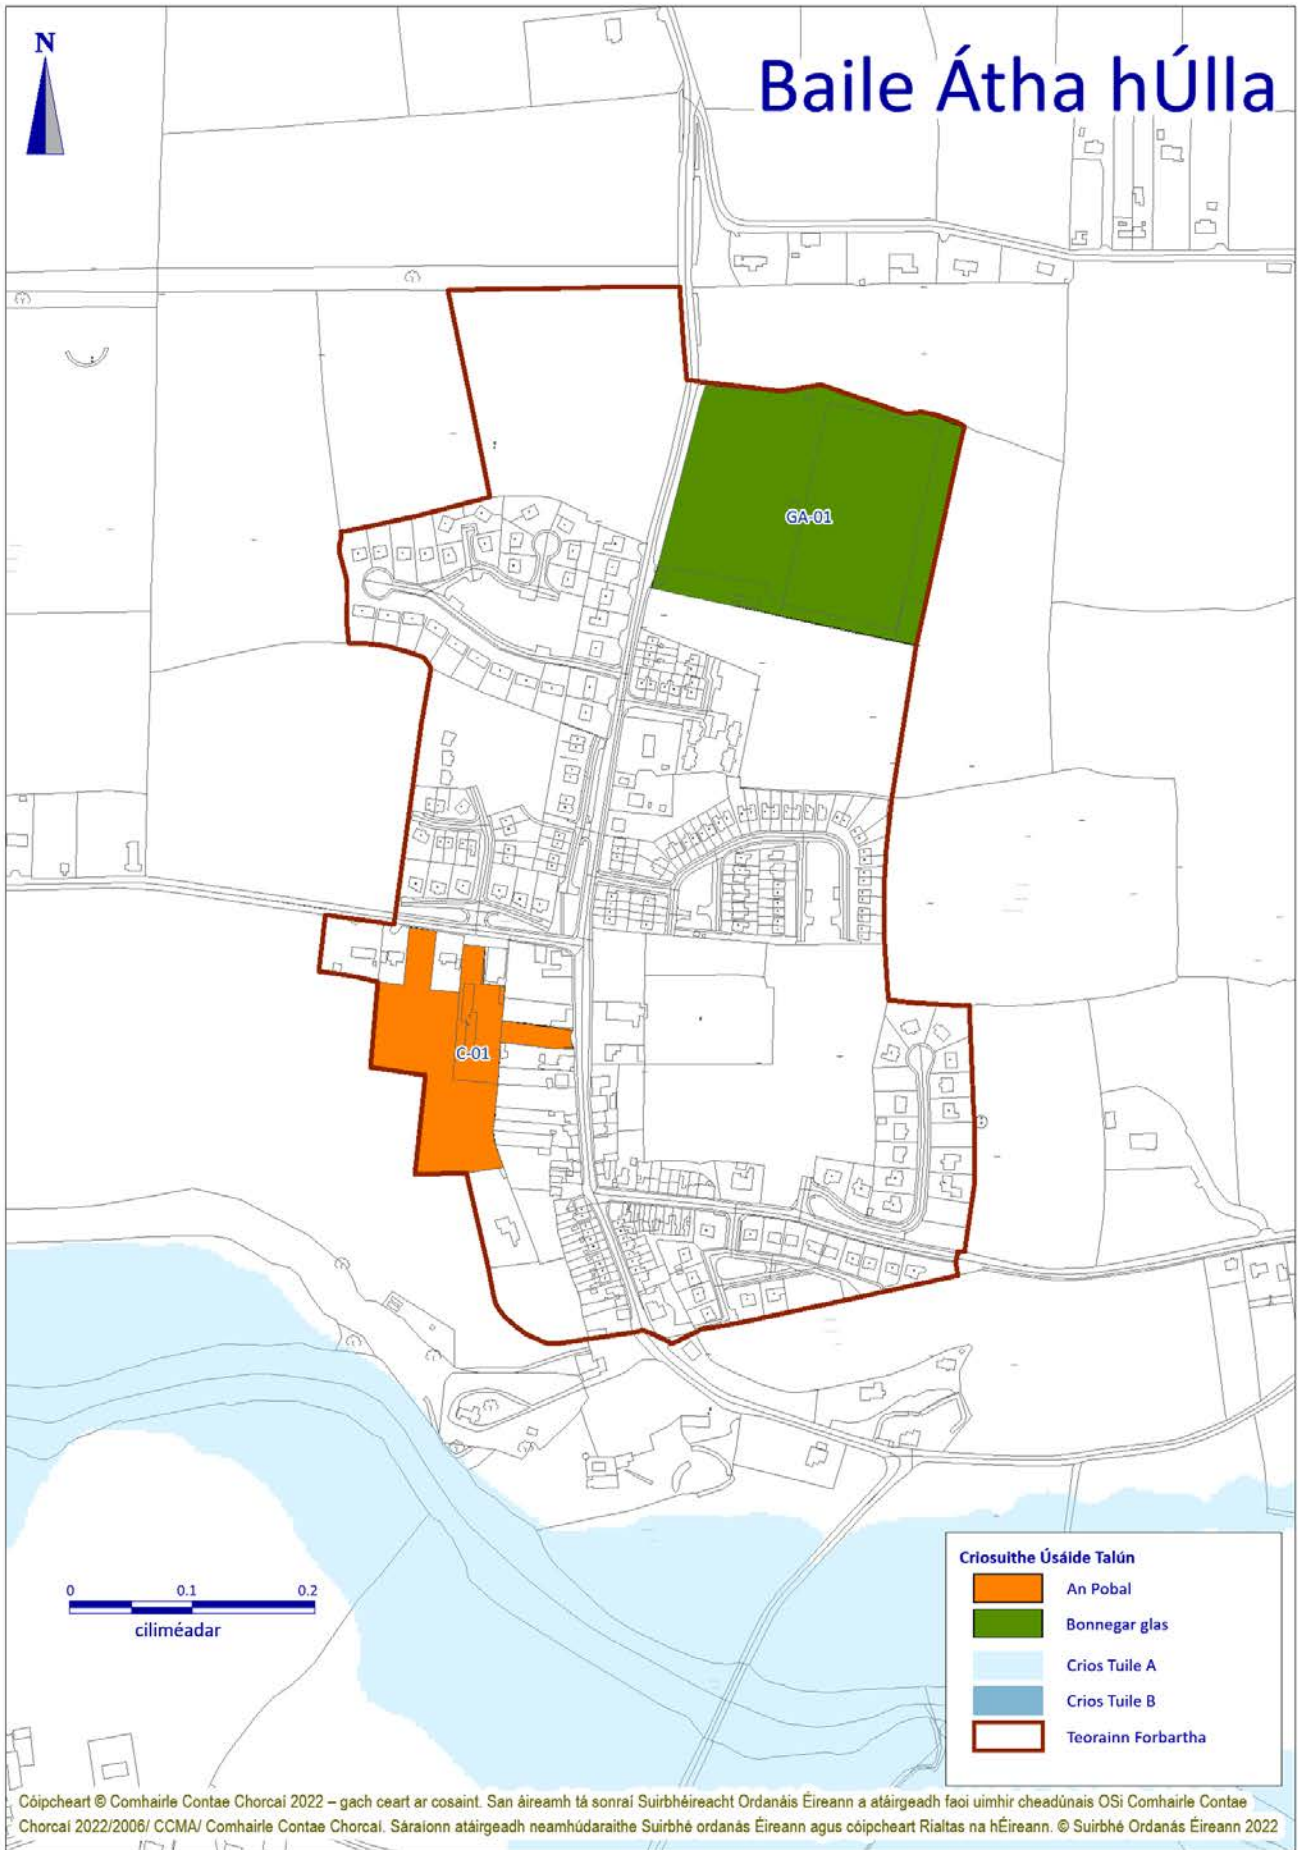 N
Baile Átha hÚlla
GA-01
C-01
0 0.1 0.2
ciliméadar
Criosuithe Úsáide Talún
An Pobal
Bonnegar glas
Crios Tuile A
Crios Tuile B
Teorainn Forbartha
Cóipcheart © Comhairle Contae Chorcaí 2022 – gach ceart ar cosaint. San áireamh tá sonraí Suirbhéireacht Ordanáis Éireann a atáirgeadh faoi uimhir cheadúnais OSi Comhairle Contae
Chorcaí 2022/2006/ CCMA/ Comhairle Contae Chorcaí. Sáraíonn atáirgeadh neamhúdaraithe Suirbhé ordanás Éireann agus cóipcheart Rialtas na hÉireann. © Suirbhé Ordanás Éireann 2022